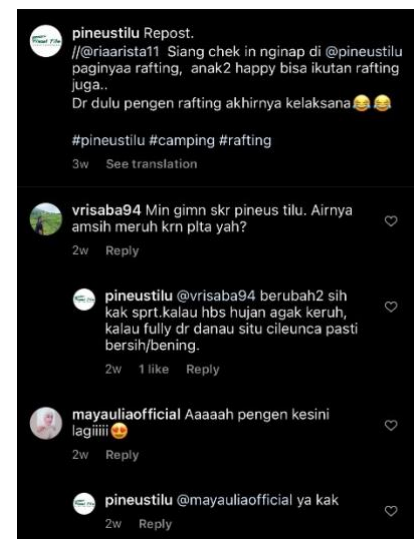 pineustilu Repost.
//@riaarista11 Siang chek in nginap di @pineustilu
paginyaa rafting, anak2 happy bisa ikutan rafting
juga..
Dr dulu pengen rafting akhirnya kelaksana😂😂
#pineustilu #camping #rafting
3w See translation
vrisaba94 Min gimn skr pineus tilu. Airnya
amsih meruh krn plta yah?
2w Reply
pineustilu @vrisaba94 berubah2 sih
kak sprt.kalau hbs hujan agak keruh,
kalau fully dr danau situ cileunca pasti
bersih/bening.
2w 1 like Reply
mayauliaofficial Aaaaah pengen kesini
lagiiiii😍
2w Reply
pineustilu @mayauliaofficial ya kak
2w Reply